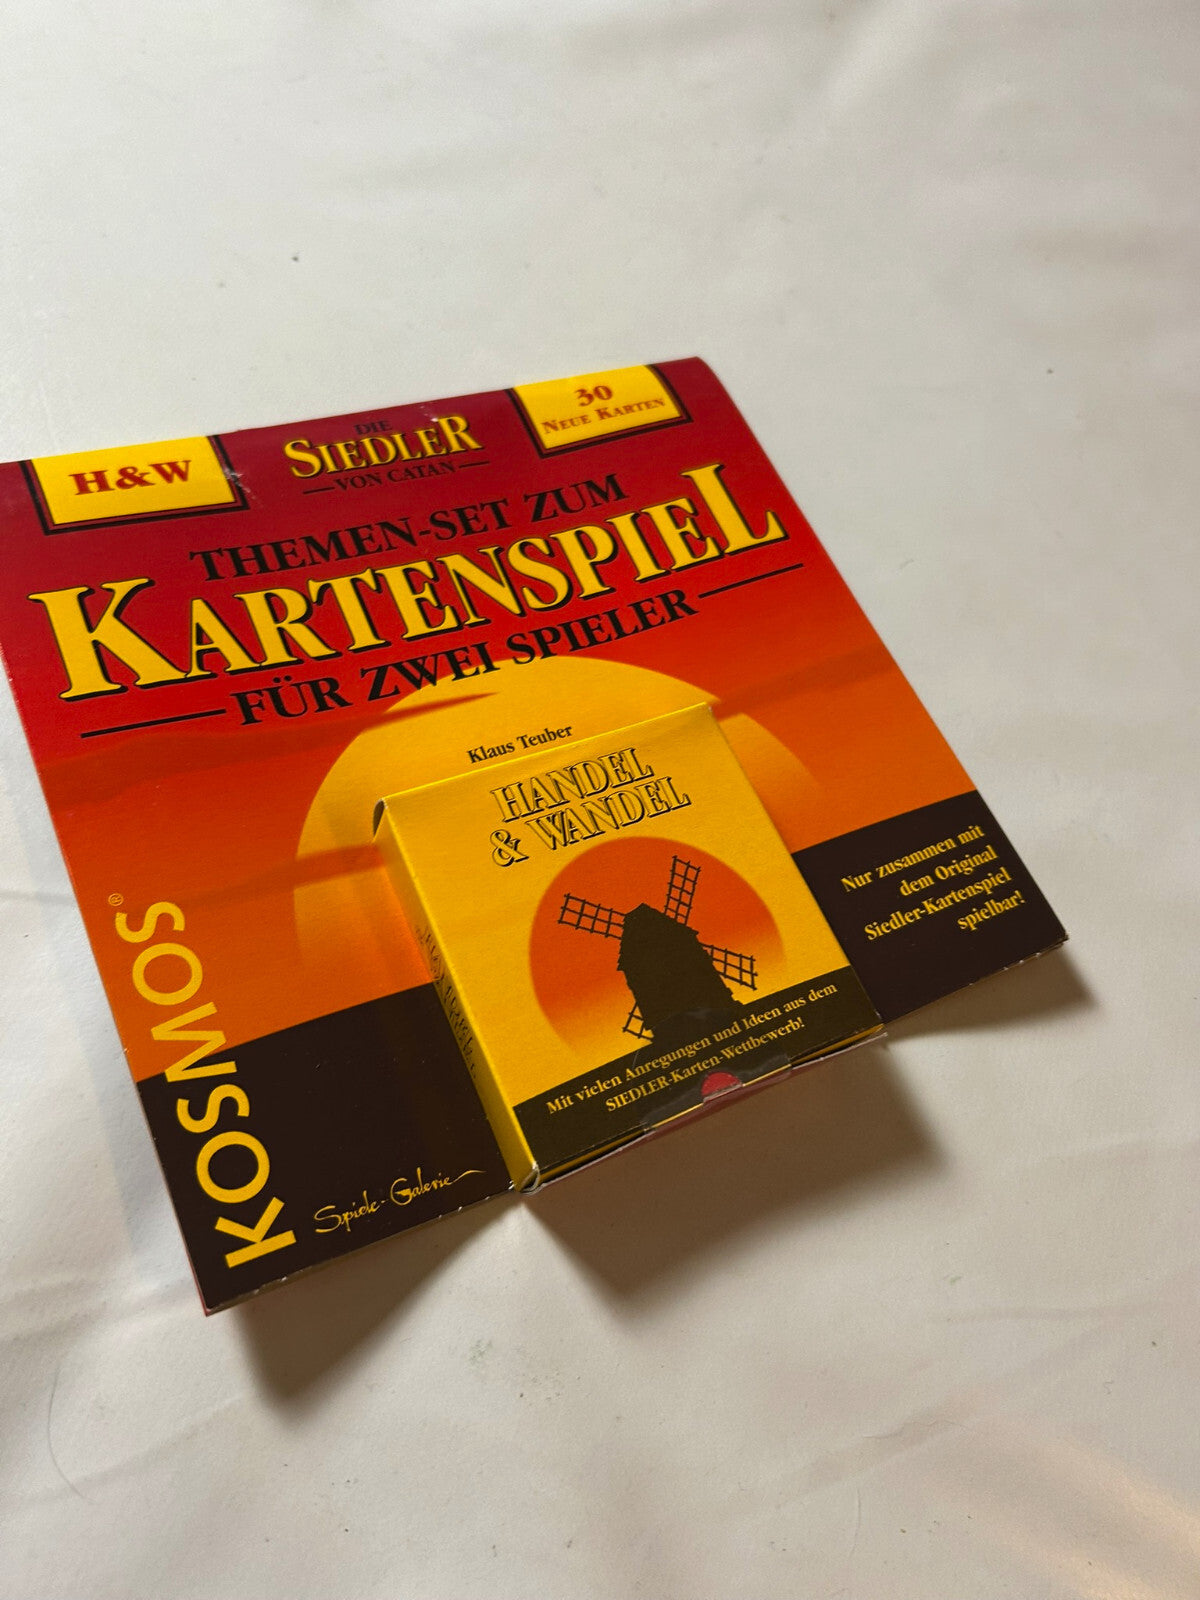 H&W
DIE
SIEDLER
VON CATAN
30
NEUE KARTEN
THEMEN-SET ZUM
KARTENSPIEL
FÜR ZWEI SPIELER
Klaus Teuber
HANDEL
& WANDEL
Nur zusammen mit
dem Original
Siedler-Kartenspiel
spielbar!
Mit vielen Anregungen und Ideen aus dem
SIEDLER-Karten-Wettbewerb!
KOSMOS®
Spiele-Galerie